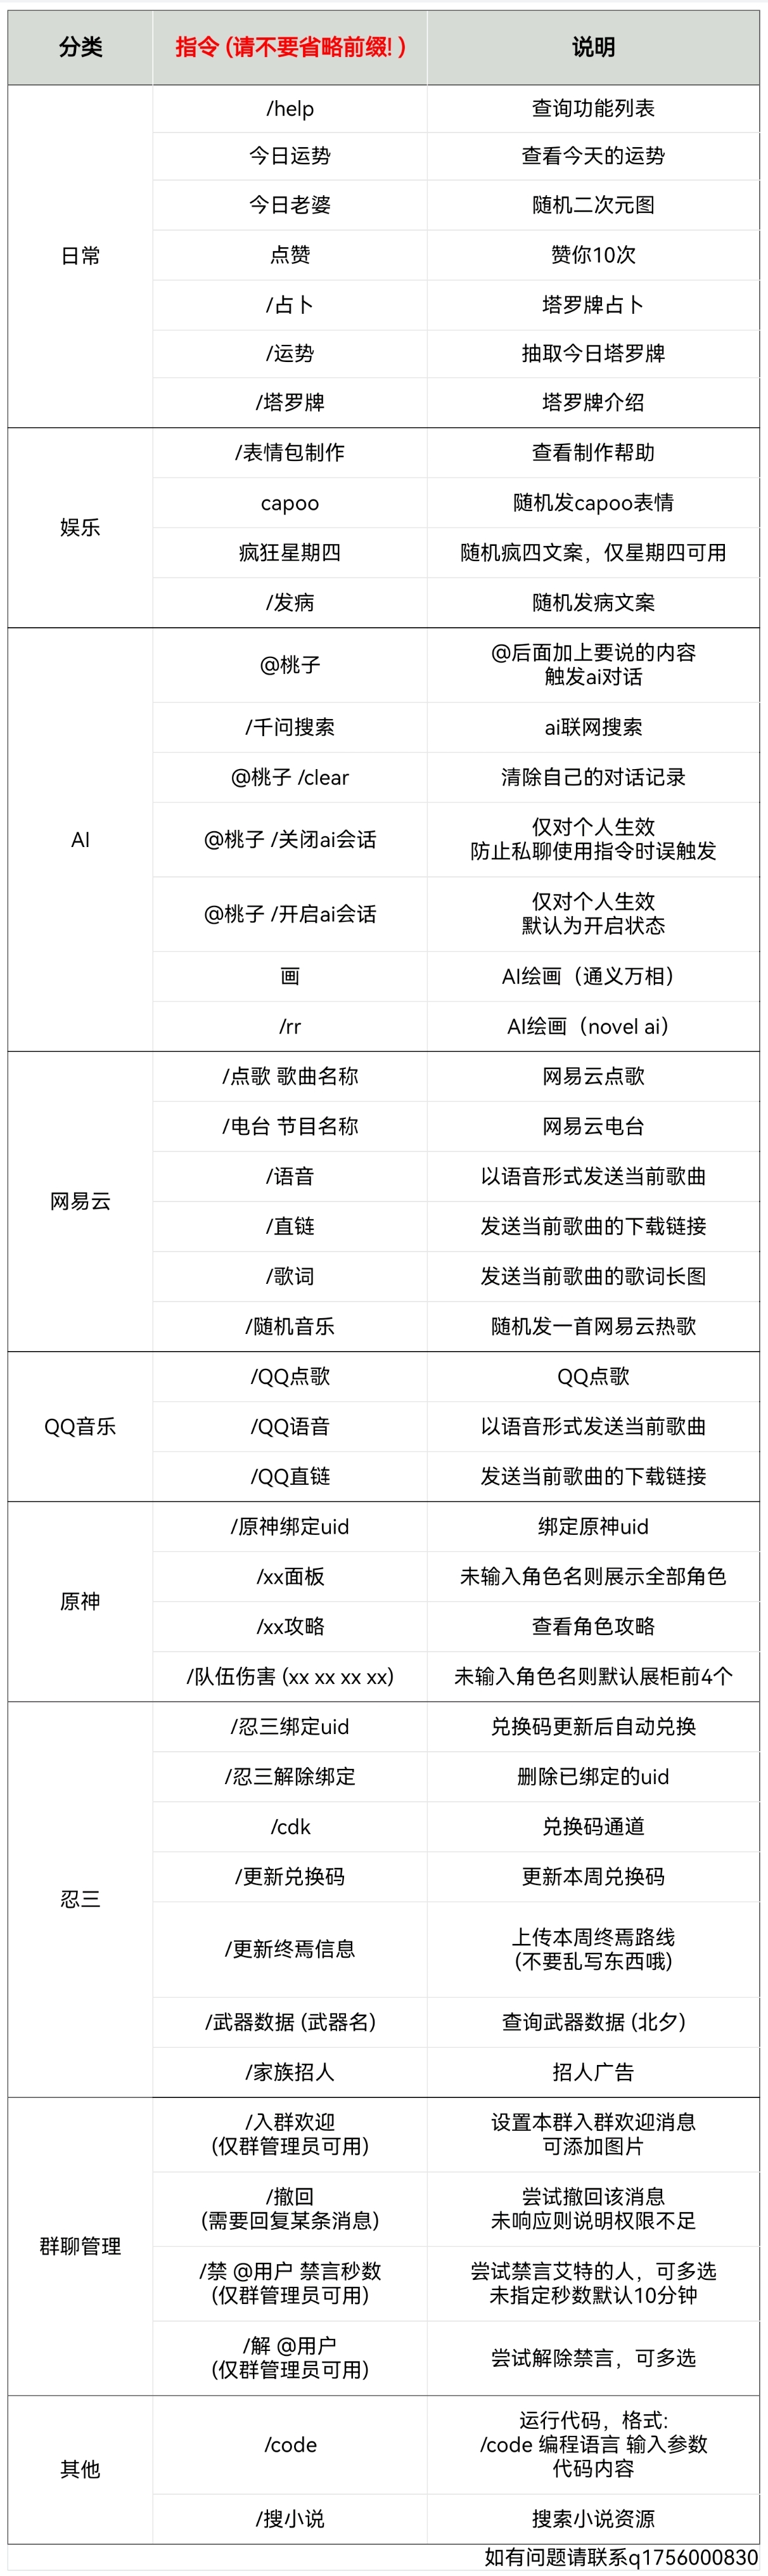 分类 指令 (请不要省略前缀! ) 说明
日常
/help 查询功能列表
今日运势 查看今天的运势
今日老婆 随机二次元图
点赞 赞你10次
/占卜 塔罗牌占卜
/运势 抽取今日塔罗牌
/塔罗牌 塔罗牌介绍
娱乐
/表情包制作 查看制作帮助
capoo 随机发capoo表情
疯狂星期四 随机疯四文案，仅星期四可用
/发病 随机发病文案
AI
@桃子 @后面加上要说的内容
触发ai对话
/千问搜索 ai联网搜索
@桃子 /clear 清除自己的对话记录
@桃子 /关闭ai会话 仅对个人生效
防止私聊使用指令时误触发
@桃子 /开启ai会话 仅对个人生效
默认为开启状态
画 AI绘画（通义万相）
/rr AI绘画（novel ai）
网易云
/点歌 歌曲名称 网易云点歌
/电台 节目名称 网易云电台
/语音 以语音形式发送当前歌曲
/直链 发送当前歌曲的下载链接
/歌词 发送当前歌曲的歌词长图
/随机音乐 随机发一首网易云热歌
QQ音乐
/QQ点歌 QQ点歌
/QQ语音 以语音形式发送当前歌曲
/QQ直链 发送当前歌曲的下载链接
原神
/原神绑定uid 绑定原神uid
/xx面板 未输入角色名则展示全部角色
/xx攻略 查看角色攻略
/队伍伤害 (xx xx xx xx) 未输入角色名则默认展柜前4个
忍三
/忍三绑定uid 兑换码更新后自动兑换
/忍三解除绑定 删除已绑定的uid
/cdk 兑换码通道
/更新兑换码 更新本周兑换码
/更新终焉信息 上传本周终焉路线
(不要乱写东西哦)
/武器数据 (武器名) 查询武器数据 (北夕)
/家族招人 招人广告
群聊管理
/入群欢迎
(仅群管理员可用) 设置本群入群欢迎消息
可添加图片
/撤回
(需要回复某条消息) 尝试撤回该消息
未响应则说明权限不足
/禁 @用户 禁言秒数
(仅群管理员可用) 尝试禁言艾特的人，可多选
未指定秒数默认10分钟
/解 @用户
(仅群管理员可用) 尝试解除禁言，可多选
其他
/code 运行代码，格式:
/code 编程语言 输入参数
代码内容
/搜小说 搜索小说资源
如有问题请联系q1756000830